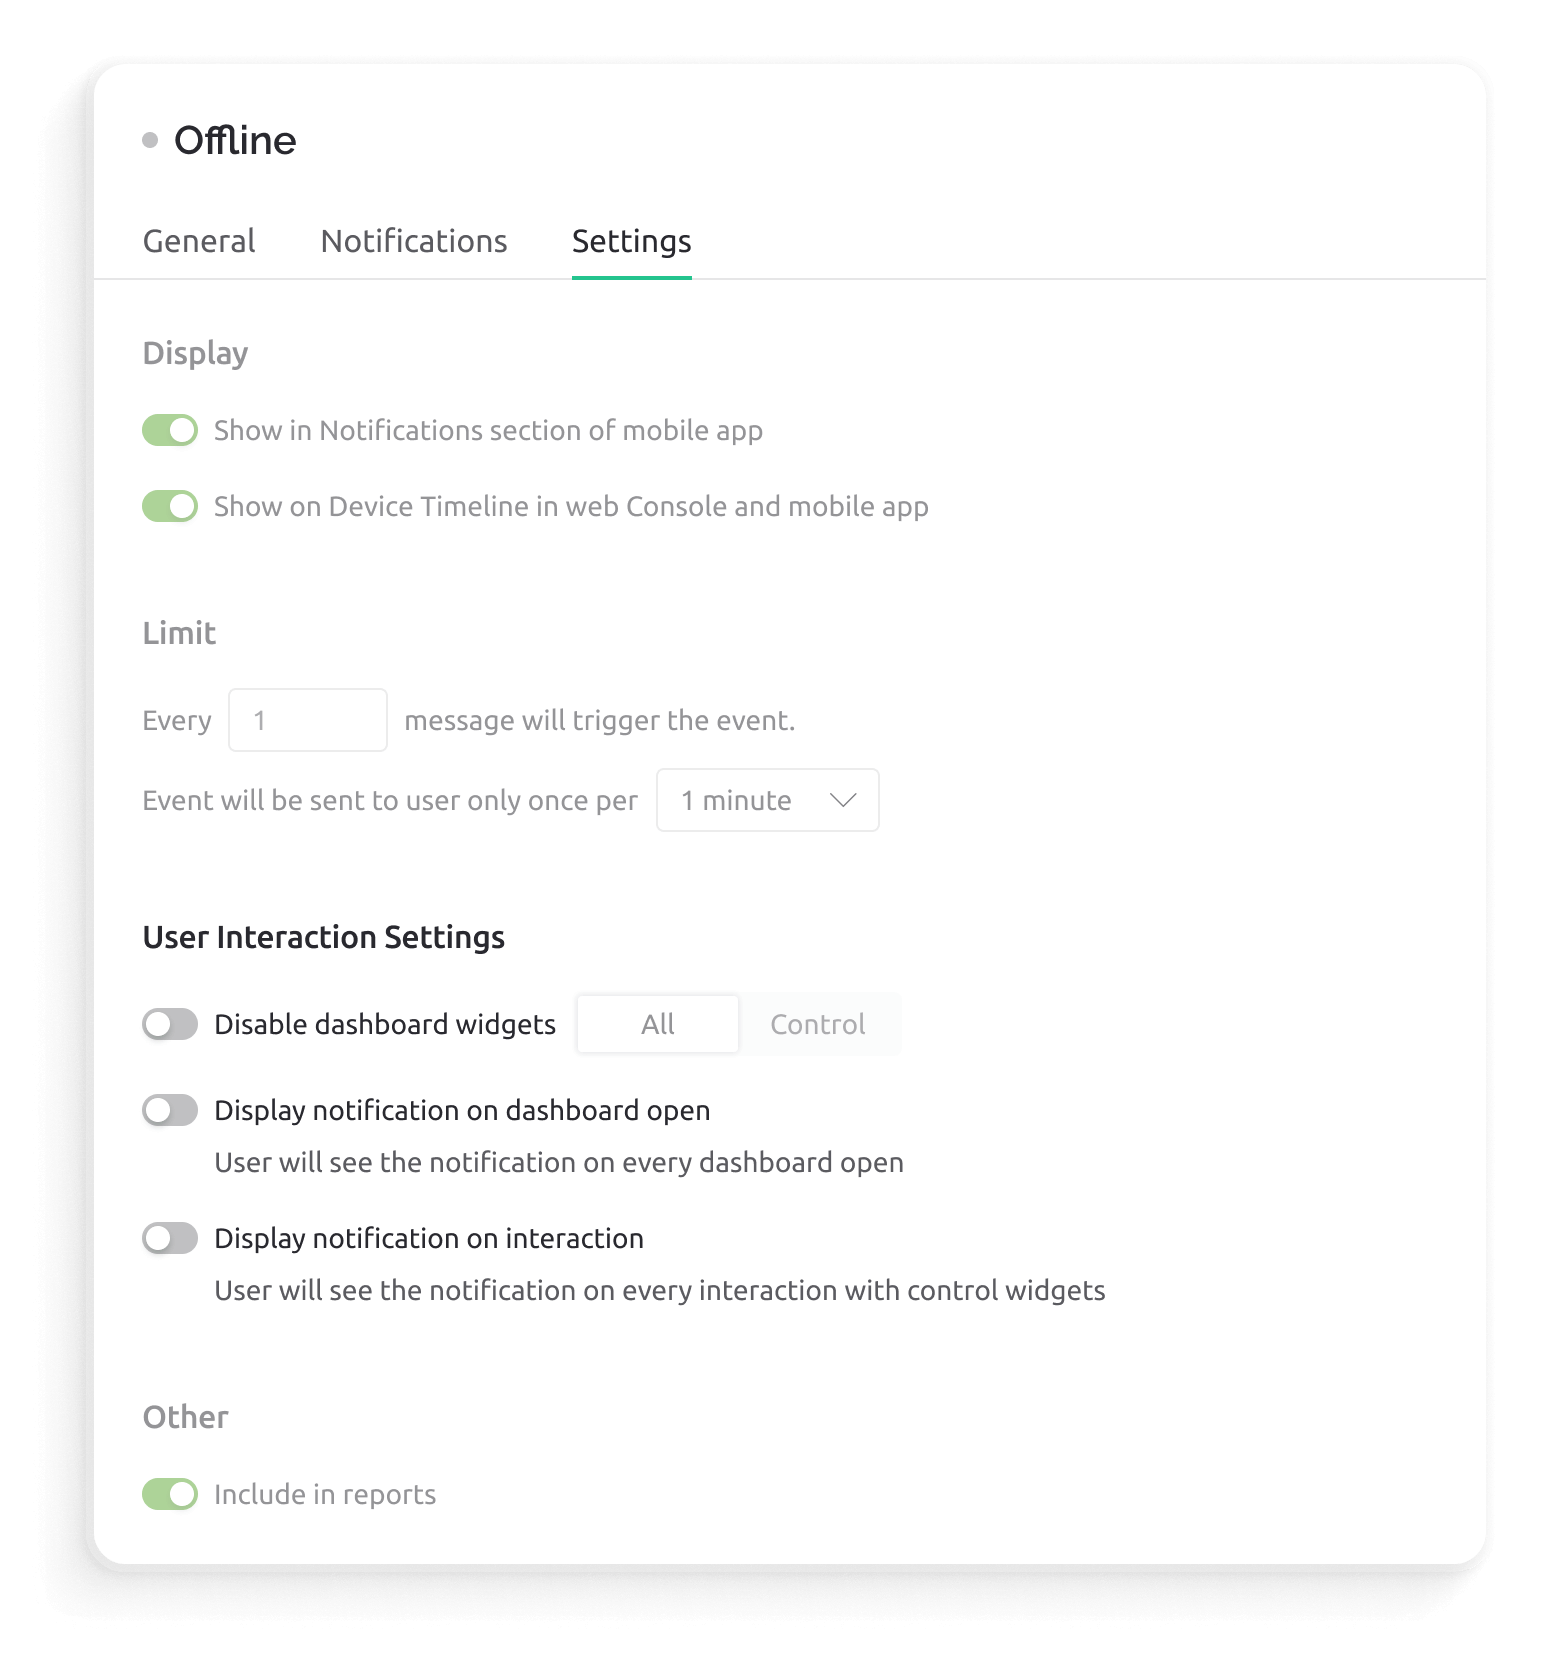 Offline
General Notifications Settings
Display
Show in Notifications section of mobile app
Show on Device Timeline in web Console and mobile app
Limit
Every 1 message will trigger the event.
Event will be sent to user only once per 1 minute
User Interaction Settings
Disable dashboard widgets All Control
Display notification on dashboard open
User will see the notification on every dashboard open
Display notification on interaction
User will see the notification on every interaction with control widgets
Other
Include in reports